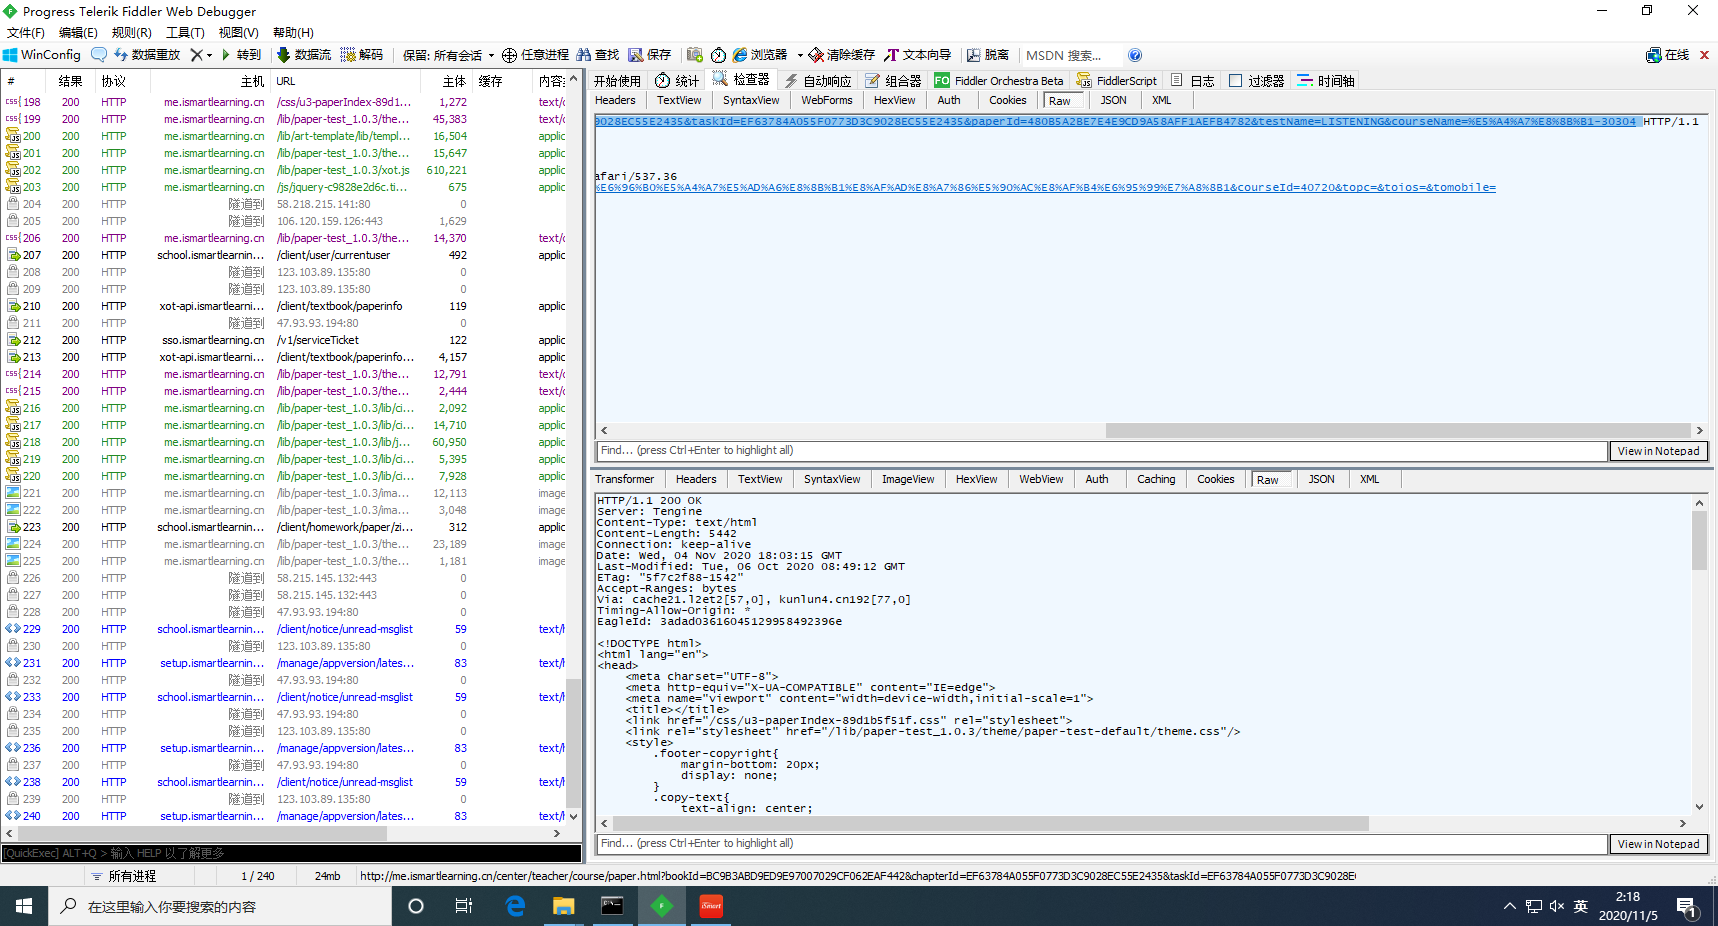 Progress Telerik Fiddler Web Debugger
文件(F) 编辑(E) 规则(R) 工具(T) 视图(V) 帮助(H)
WinConfig 数据重放 转到 数据流 解码 保留: 所有会话 任意进程 查找 保存 浏览器 清除缓存 文本向导 脱离 MSDN 搜索... 在线
# 结果 协议 主机 URL 主体 缓存 内容
198 200 HTTP me.ismartlearning.cn /css/u3-paperIndex-89d1... 1,272 text/c
199 200 HTTP me.ismartlearning.cn /lib/paper-test_1.0.3/the... 45,383 text/c
200 200 HTTP me.ismartlearning.cn /lib/art-template/lib/templ... 16,504 applic
201 200 HTTP me.ismartlearning.cn /lib/paper-test_1.0.3/the... 15,647 applic
202 200 HTTP me.ismartlearning.cn /lib/paper-test_1.0.3/xot.js 610,221 applic
203 200 HTTP me.ismartlearning.cn /js/jquery-c9828e2d6c.ti... 675 applic
204 200 HTTP 隧道到 58.218.215.141:80 0
205 200 HTTP 隧道到 106.120.159.126:443 1,629
206 200 HTTP me.ismartlearning.cn /lib/paper-test_1.0.3/the... 14,370 text/c
207 200 HTTP school.ismartlearning.cn /client/user/currentuser 492 applic
208 200 HTTP 隧道到 123.103.89.135:80 0
209 200 HTTP 隧道到 123.103.89.135:80 0
210 200 HTTP xot-api.ismartlearni... /client/textbook/paperinfo 119 applic
211 200 HTTP 隧道到 47.93.93.194:80 0
212 200 HTTP sso.ismartlearning.cn /v1/serviceTicket 122 applic
213 200 HTTP xot-api.ismartlearni... /client/textbook/paperinfo... 4,157 applic
214 200 HTTP me.ismartlearning.cn /lib/paper-test_1.0.3/the... 12,791 text/c
215 200 HTTP me.ismartlearning.cn /lib/paper-test_1.0.3/the... 2,444 text/c
216 200 HTTP me.ismartlearning.cn /lib/paper-test_1.0.3/lib/ci... 2,092 applic
217 200 HTTP me.ismartlearning.cn /lib/paper-test_1.0.3/lib/ci... 14,710 applic
218 200 HTTP me.ismartlearning.cn /lib/paper-test_1.0.3/lib/j... 60,950 applic
219 200 HTTP me.ismartlearning.cn /lib/paper-test_1.0.3/lib/ci... 5,395 applic
220 200 HTTP me.ismartlearning.cn /lib/paper-test_1.0.3/lib/ci... 7,928 applic
221 200 HTTP me.ismartlearning.cn /lib/paper-test_1.0.3/ima... 12,113 image
222 200 HTTP me.ismartlearning.cn /lib/paper-test_1.0.3/ima... 3,048 image
223 200 HTTP school.ismartlearnin... /client/homework/paper/zi... 312 applic
224 200 HTTP me.ismartlearning.cn /lib/paper-test_1.0.3/the... 23,189 image
225 200 HTTP me.ismartlearning.cn /lib/paper-test_1.0.3/the... 1,181 image
226 200 HTTP 隧道到 58.215.145.132:443 0
227 200 HTTP 隧道到 58.215.145.132:443 0
228 200 HTTP 隧道到 47.93.93.194:80 0
229 200 HTTP school.ismartlearnin... /client/notice/unread-msglist 59 text/h
230 200 HTTP 隧道到 123.103.89.135:80 0
231 200 HTTP setup.ismartlearnin... /manage/appversion/lates... 83 text/h
232 200 HTTP 隧道到 47.93.93.194:80 0
233 200 HTTP school.ismartlearnin... /client/notice/unread-msglist 59 text/h
234 200 HTTP 隧道到 47.93.93.194:80 0
235 200 HTTP 隧道到 123.103.89.135:80 0
236 200 HTTP setup.ismartlearnin... /manage/appversion/lates... 83 text/h
237 200 HTTP 隧道到 47.93.93.194:80 0
238 200 HTTP school.ismartlearnin... /client/notice/unread-msglist 59 text/h
239 200 HTTP 隧道到 123.103.89.135:80 0
240 200 HTTP setup.ismartlearnin... /manage/appversion/lates... 83 text/h
[QuickExec] ALT+Q > 输入 HELP 以了解更多
开始使用 统计 检查器 自动响应 组合器 FO Fiddler Orchestra Beta FiddlerScript 日志 过滤器 时间轴
Headers TextView SyntaxView WebForms HexView Auth Cookies Raw JSON XML
9028EC55E2435&taskId=EF63784A055F0773D3C9028EC55E2435&paperId=480B5A2BE7E4E9CD9A58AFF1AEFB4782&testName=LISTENING&courseName=%E5%A4%A7%E8%8B%B1-30304 HTTP/1.1
afari/537.36
%E6%96%B0%E5%A4%A7%E5%AD%A6%E8%8B%B1%E8%AF%AD%E8%A7%86%E5%90%AC%E8%AF%B4%E6%95%99%E7%A8%8B1&courseId=40720&topc=&toios=&tomobile=
Find... (press Ctrl+Enter to highlight all) View in Notepad
Transformer Headers TextView SyntaxView ImageView HexView WebView Auth Caching Cookies Raw JSON XML
HTTP/1.1 200 OK
Server: Tengine
Content-Type: text/html
Content-Length: 5442
Connection: keep-alive
Date: Wed, 04 Nov 2020 18:03:15 GMT
Last-Modified: Tue, 06 Oct 2020 08:49:12 GMT
ETag: "5f7c2f88-1542"
Accept-Ranges: bytes
Via: cache21.l2et2[57,0], kunlun4.cn192[77,0]
Timing-Allow-Origin: *
EagleId: 3adad03616045129958492396e
<!DOCTYPE html>
<html lang="en">
<head>
<meta charset="UTF-8">
<meta http-equiv="X-UA-COMPATIBLE" content="IE=edge">
<meta name="viewport" content="width=device-width,initial-scale=1">
<title></title>
<link href="/css/u3-paperIndex-89d1b5f51f.css" rel="stylesheet">
<link rel="stylesheet" href="/lib/paper-test_1.0.3/theme/paper-test-default/theme.css"/>
<style>
.footer-copyright{
margin-bottom: 20px;
display: none;
}
.copy-text{
text-align: center;
Find... (press Ctrl+Enter to highlight all) View in Notepad
所有进程 1 / 240 24mb http://me.ismartlearning.cn/center/teacher/course/paper.html?bookId=BC9B3ABD9ED9E97007029CF062EAF442&chapterId=EF63784A055F0773D3C9028EC55E2435&taskId=EF63784A055F0773D3C9028E
在这里输入你要搜索的内容 iSmart 英 2:18
2020/11/5 1